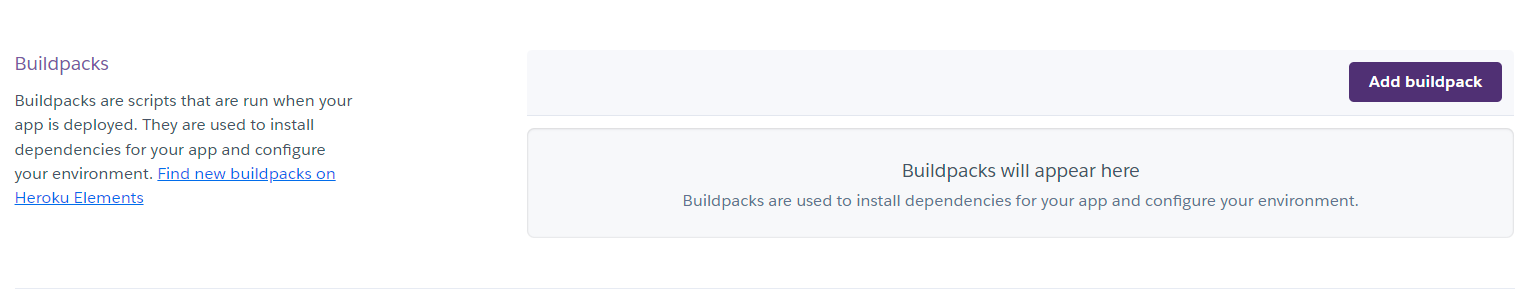 Buildpacks
Buildpacks are scripts that are run when your
app is deployed. They are used to install
dependencies for your app and configure
your environment. Find new buildpacks on
Heroku Elements
Add buildpack
Buildpacks will appear here
Buildpacks are used to install dependencies for your app and configure your environment.